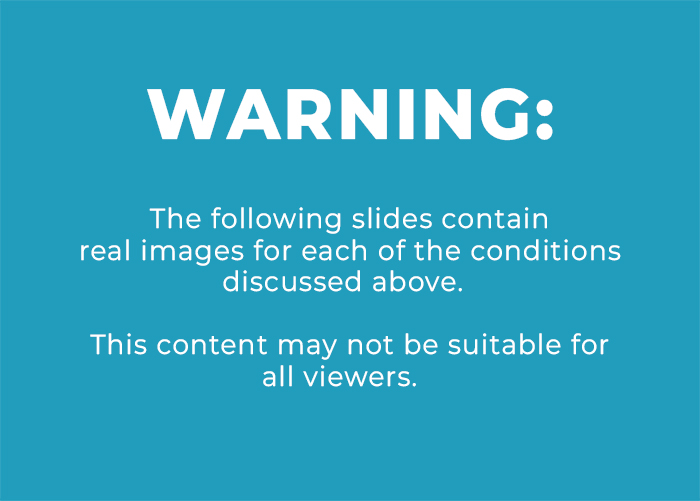 WARNING:
The following slides contain
real images for each of the conditions
discussed above.
This content may not be suitable for
all viewers.